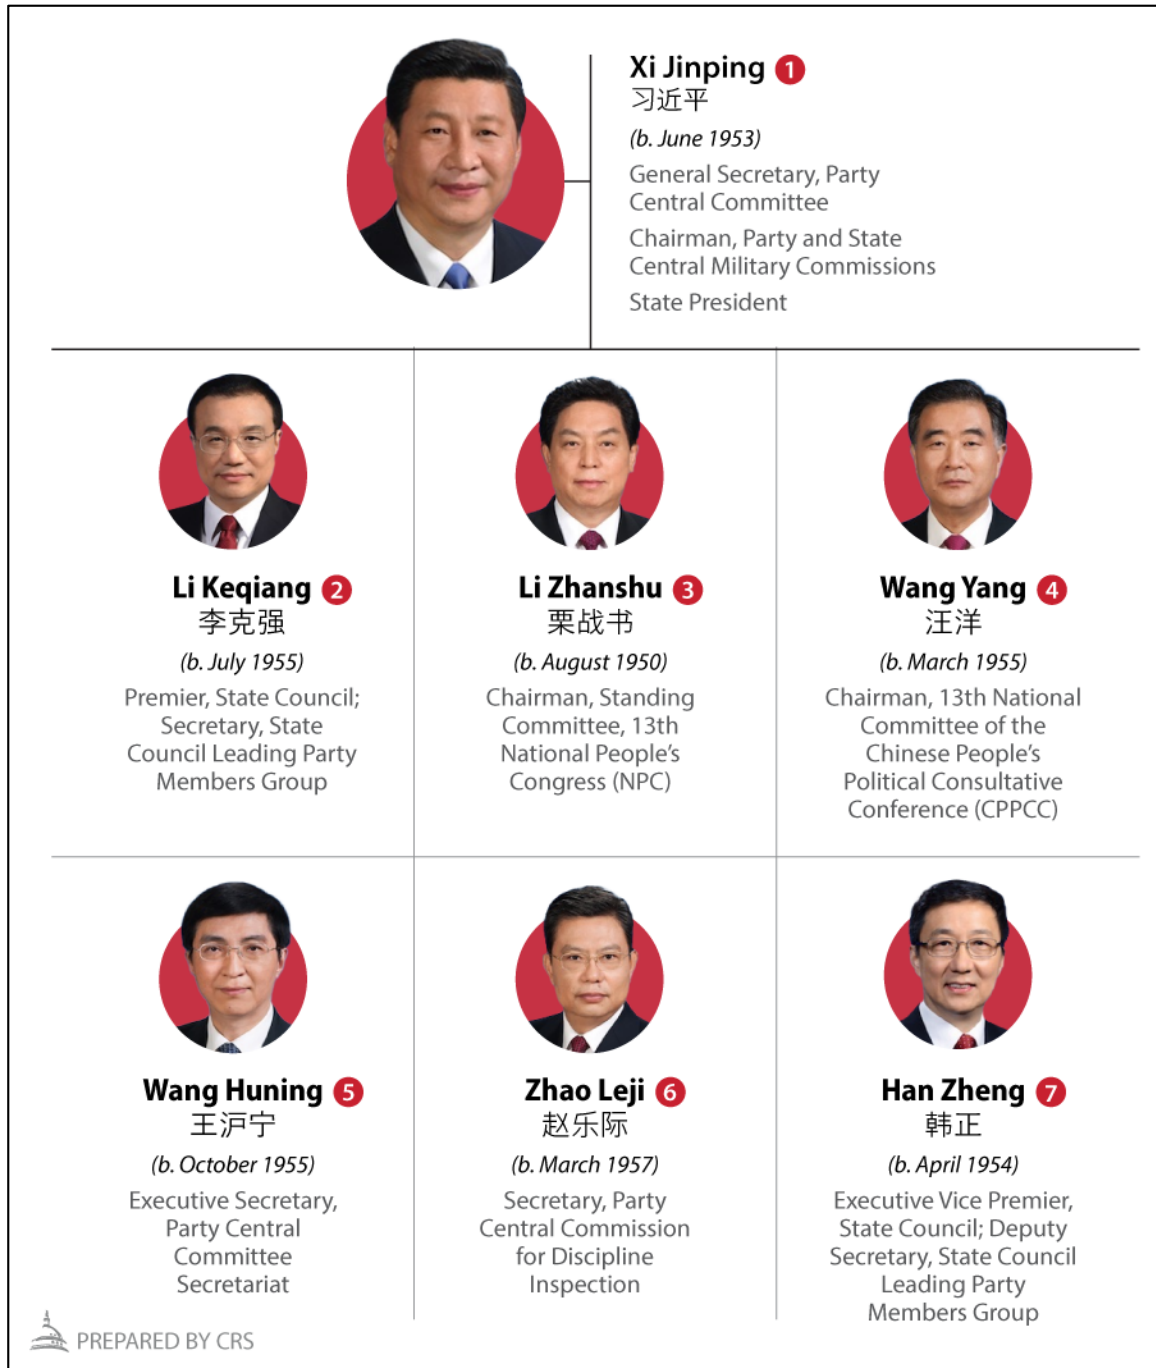 Xi Jinping 1
习近平
(b. June 1953)
General Secretary, Party
Central Committee
Chairman, Party and State
Central Military Commissions
State President
Li Keqiang 2
李克强
(b. July 1955)
Premier, State Council;
Secretary, State
Council Leading Party
Members Group
Li Zhanshu 3
栗战书
(b. August 1950)
Chairman, Standing
Committee, 13th
National People's
Congress (NPC)
Wang Yang 4
汪洋
(b. March 1955)
Chairman, 13th National
Committee of the
Chinese People's
Political Consultative
Conference (CPPCC)
Wang Huning 5
王沪宁
(b. October 1955)
Executive Secretary,
Party Central
Committee
Secretariat
Zhao Leji 6
赵乐际
(b. March 1957)
Secretary, Party
Central Commission
for Discipline
Inspection
Han Zheng 7
韩正
(b. April 1954)
Executive Vice Premier,
State Council; Deputy
Secretary, State Council
Leading Party
Members Group
PREPARED BY CRS